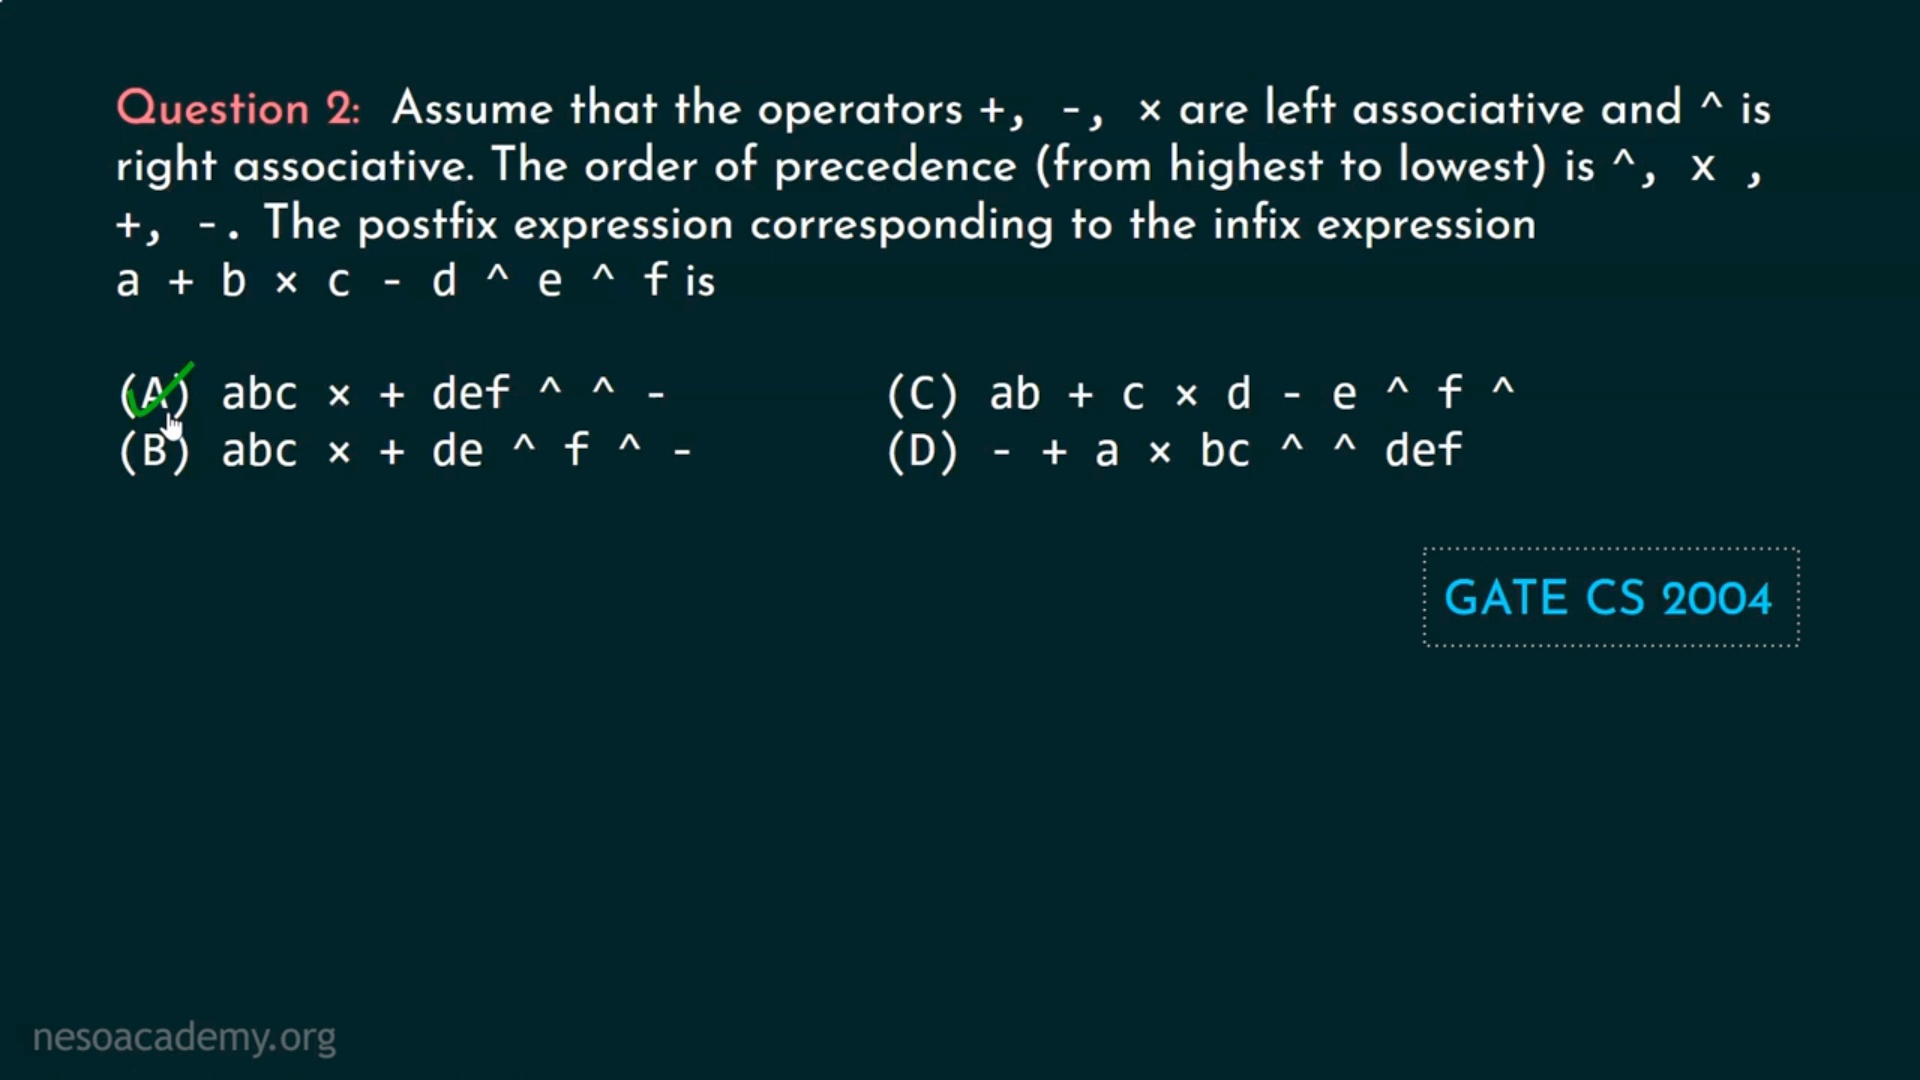 Question 2: Assume that the operators +, -, × are left associative and ^ is
right associative. The order of precedence (from highest to lowest) is ^, x ,
+, -. The postfix expression corresponding to the infix expression
a + b × c - d ^ e ^ f is
(A) abc × + def ^ ^ -
(B) abc × + de ^ f ^ -
(C) ab + c × d - e ^ f ^
(D) - + a × bc ^ ^ def
GATE CS 2004
nesoacademy.org